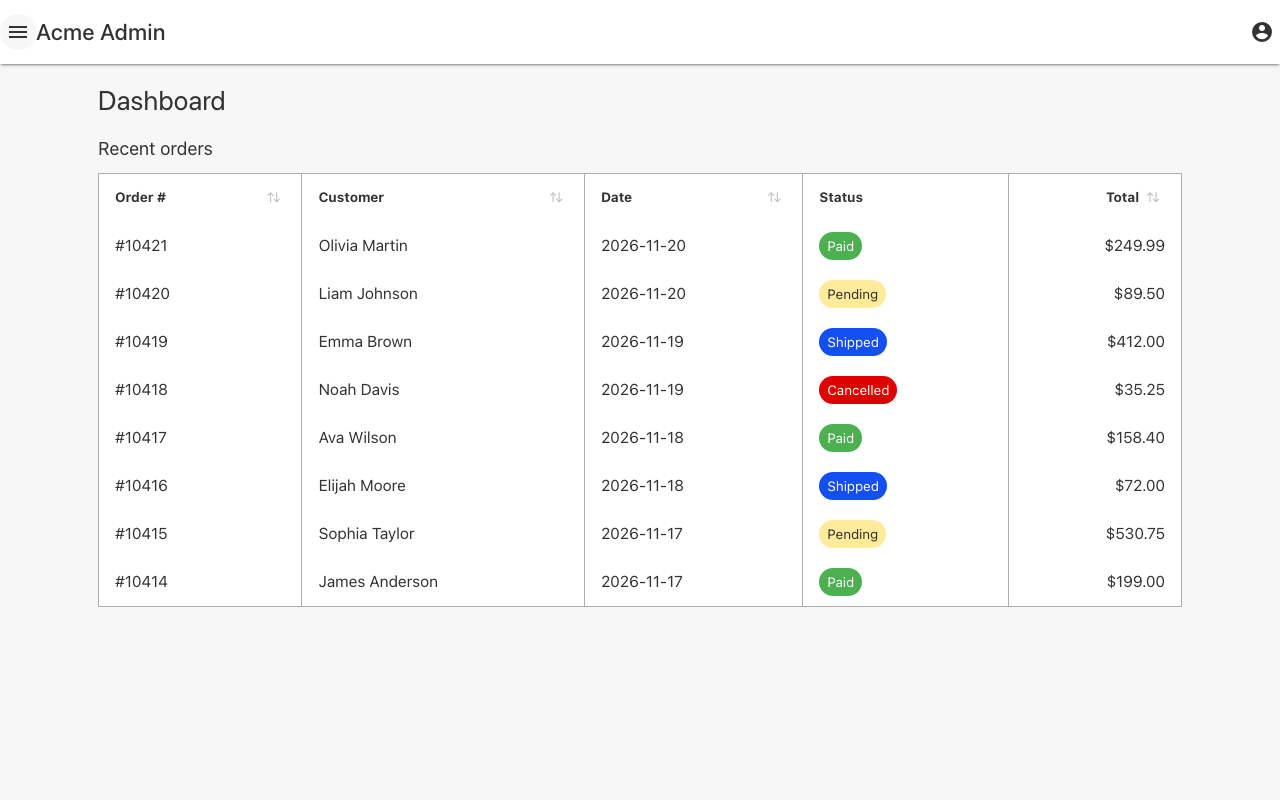 Acme Admin
Dashboard
Recent orders
Order # Customer Date Status Total
#10421 Olivia Martin 2026-11-20 Paid $249.99
#10420 Liam Johnson 2026-11-20 Pending $89.50
#10419 Emma Brown 2026-11-19 Shipped $412.00
#10418 Noah Davis 2026-11-19 Cancelled $35.25
#10417 Ava Wilson 2026-11-18 Paid $158.40
#10416 Elijah Moore 2026-11-18 Shipped $72.00
#10415 Sophia Taylor 2026-11-17 Pending $530.75
#10414 James Anderson 2026-11-17 Paid $199.00